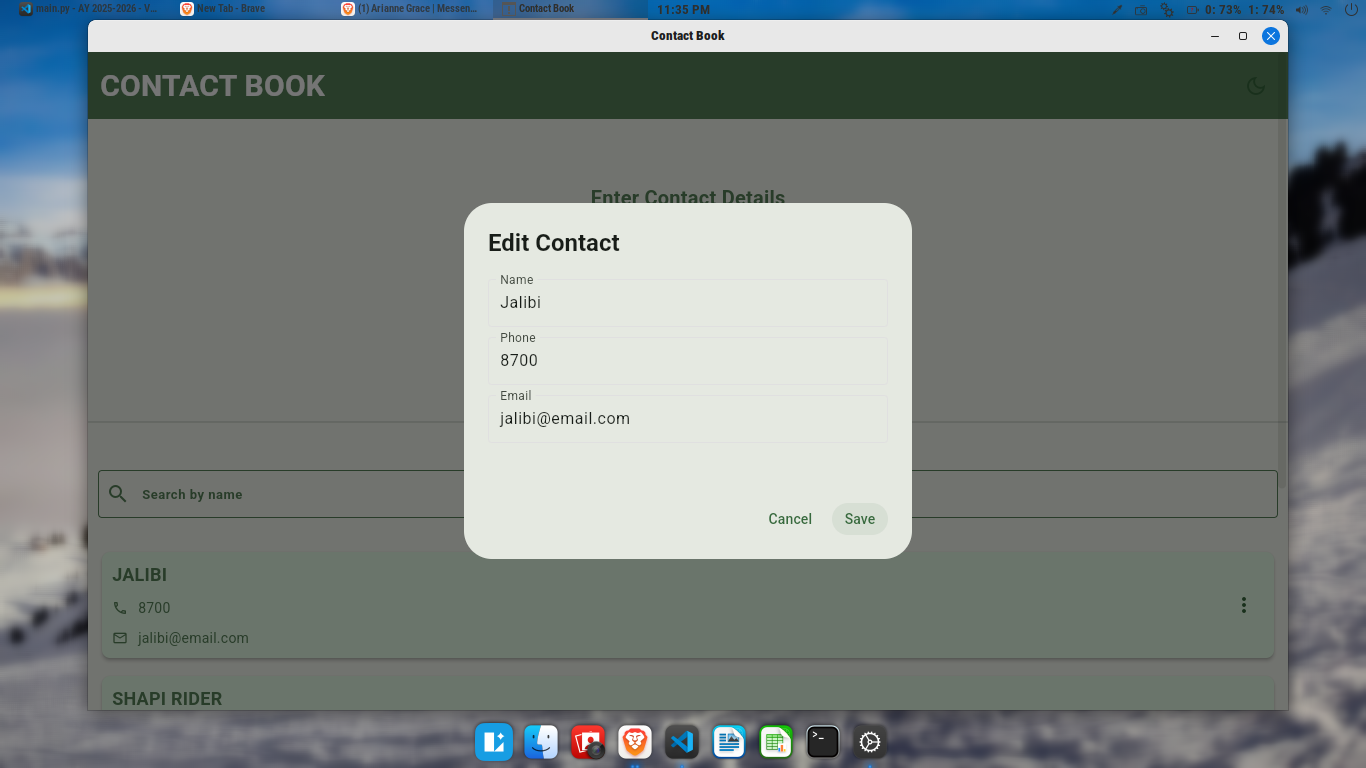 main.py - AY 2025-2026 - V...
New Tab - Brave
(1) Arianne Grace | Messen...
Contact Book
11:35 PM
0: 73% 1: 74%
Contact Book
CONTACT BOOK
Enter Contact Details
Edit Contact
Name
Jalibi
Phone
8700
Email
jalibi@email.com
Cancel
Save
Search by name
JALIBI
8700
jalibi@email.com
SHAPI RIDER
>_